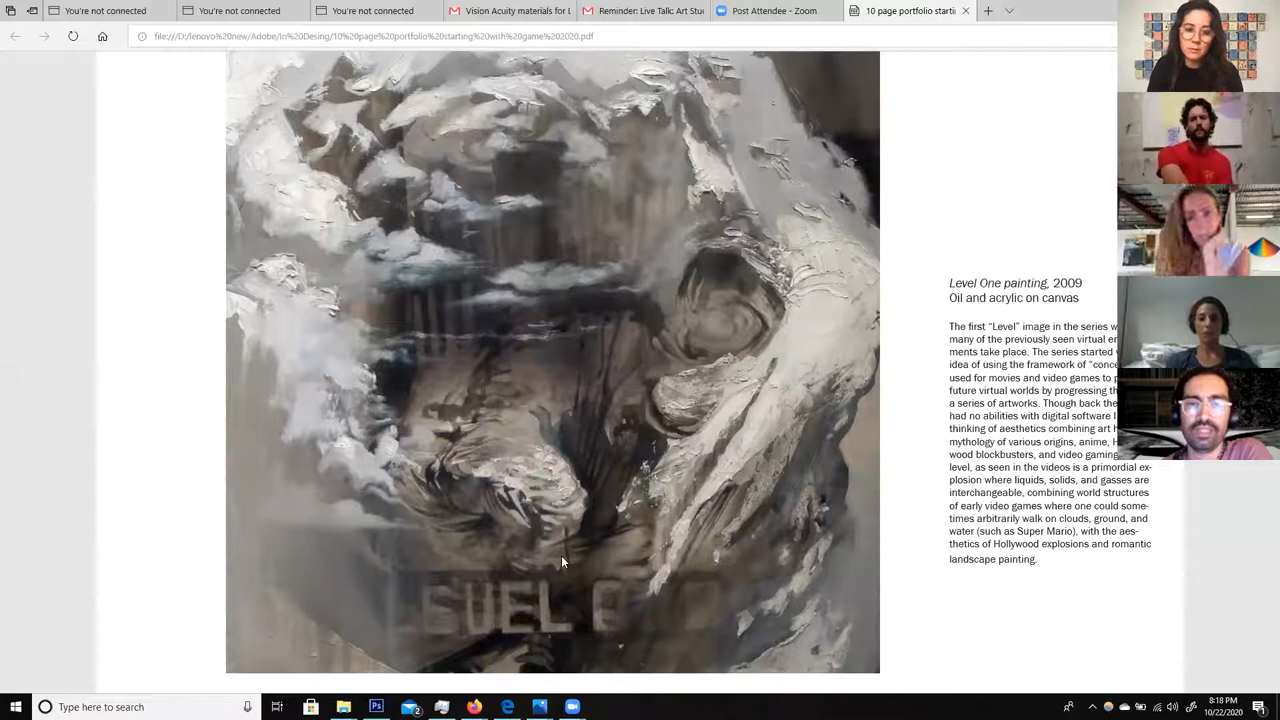 You're not connected
You're not connected
You're not connected
Vision Acuity materials for L
Reminder: Live Talk: Art Stu
Post Attendee - Zoom
10 page portfolio starti
file:///D:/lenovo%20new/Adobe/In%20Desing/10%20page%20portfolio%20starting%20wish%20game%202020.pdf
LEVEL O
Level One painting, 2009
Oil and acrylic on canvas
The first “Level” image in the series w
many of the previously seen virtual en
ments take place. The series started
idea of using the framework of “conce
used for movies and video games to p
future virtual worlds by progressing th
a series of artworks. Though back the
had no abilities with digital software I
thinking of aesthetics combining art h
mythology of various origins, anime, H
wood blockbusters, and video gaming
level, as seen in the videos is a primordial ex-
plosion where liquids, solids, and gasses are
interchangeable, combining world structures
of early video games where one could some-
times arbitrarily walk on clouds, ground, and
water (such as Super Mario), with the aes-
thetics of Hollywood explosions and romantic
landscape painting.
Type here to search
2
8:18 PM
10/22/2020
1